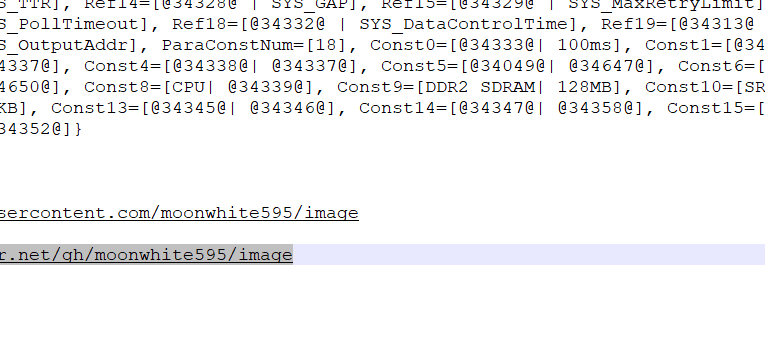 S_TTR], Ref14=[@34328@ | SYS_GAP], Ref15=[@34329@ | SYS_MaxRetryLimit]
S_PollTimeout], Ref18=[@34332@ | SYS_DataControlTime], Ref19=[@34313@
S_OutputAddr], ParaConstNum=[18], Const0=[@34333@| 100ms], Const1=[@34
4337@], Const4=[@34338@| @34337@], Const5=[@34049@| @34647@], Const6=[
4650@], Const8=[CPU| @34339@], Const9=[DDR2 SDRAM| 128MB], Const10=[SR
KB], Const13=[@34345@| @34346@], Const14=[@34347@| @34358@], Const15=[
34352@]}
sercontent.com/moonwhite595/image
r.net/gh/moonwhite595/image